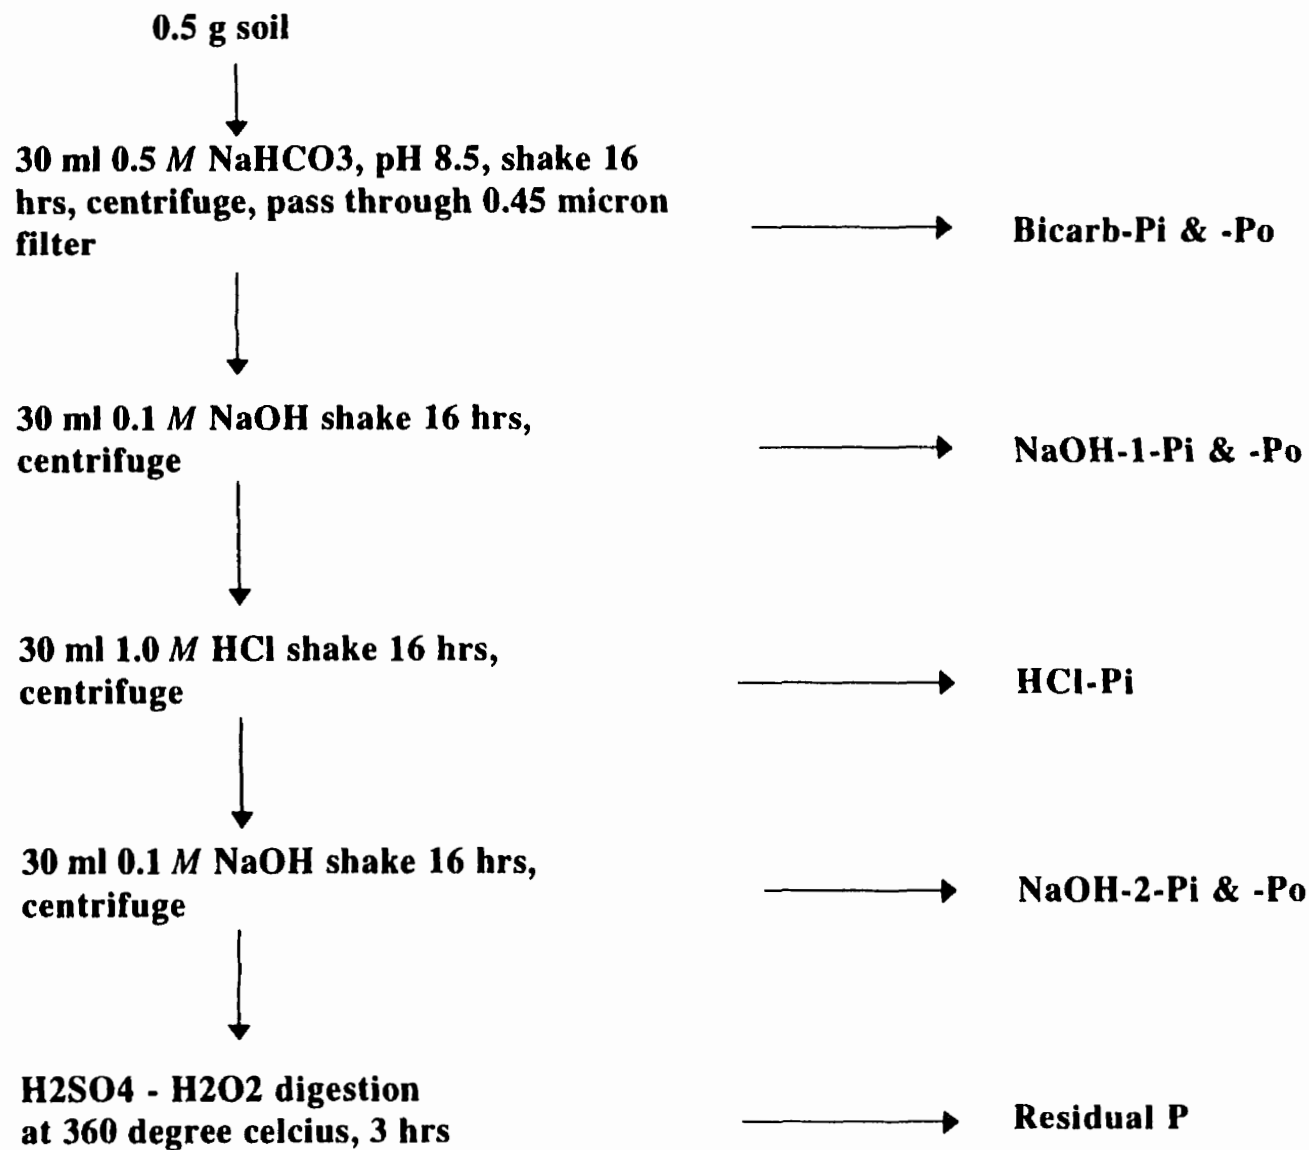 0.5 g soil
30 ml 0.5 M NaHCO3, pH 8.5, shake 16
hrs, centrifuge, pass through 0.45 micron
filter
Bicarb-Pi & -Po
30 ml 0.1 M NaOH shake 16 hrs,
centrifuge
NaOH-1-Pi & -Po
30 ml 1.0 M HCl shake 16 hrs,
centrifuge
HCl-Pi
30 ml 0.1 M NaOH shake 16 hrs,
centrifuge
NaOH-2-Pi & -Po
H2SO4 - H2O2 digestion
at 360 degree celcius, 3 hrs
Residual P